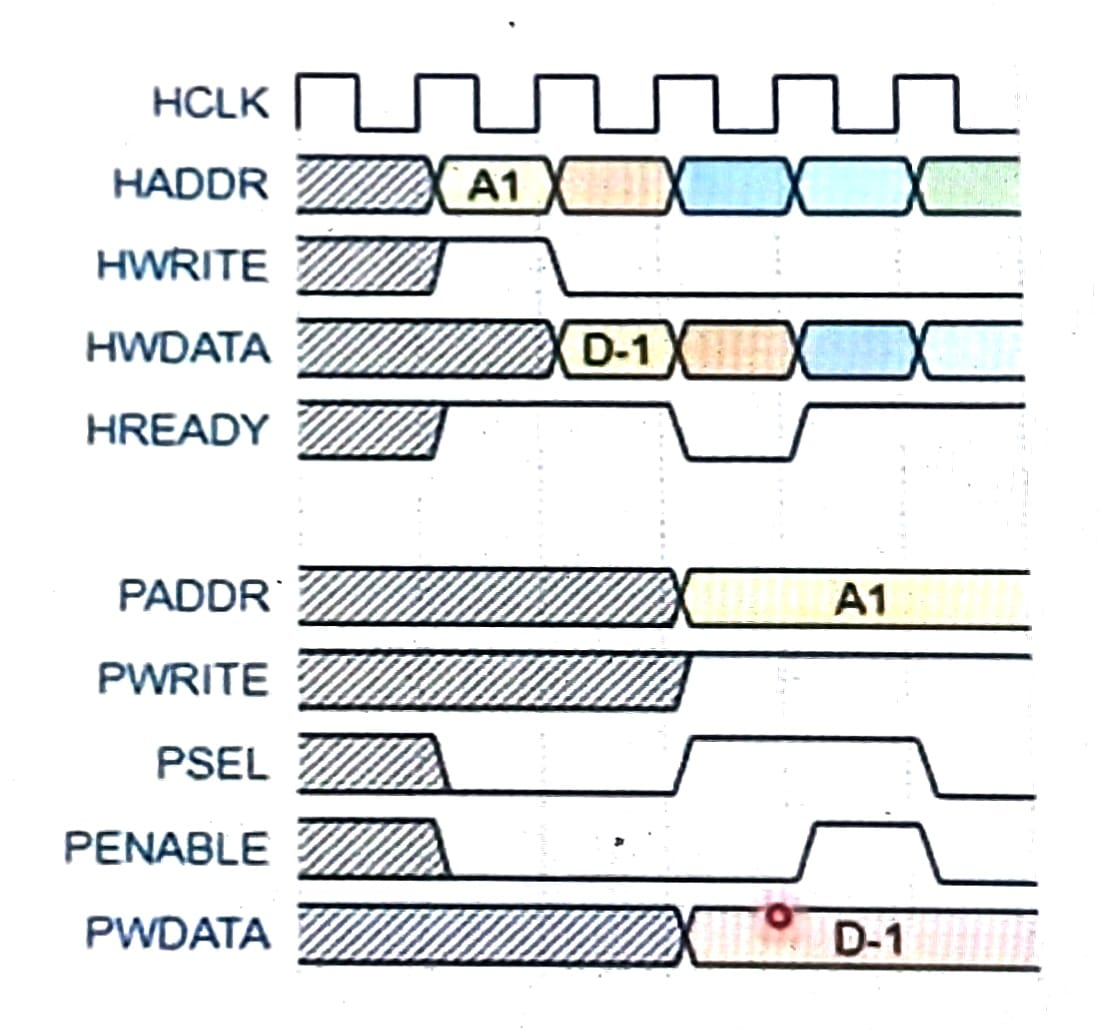 HCLK
HADDR A1
HWRITE
HWDATA D-1
HREADY
PADDR A1
PWRITE
PSEL
PENABLE
PWDATA D-1